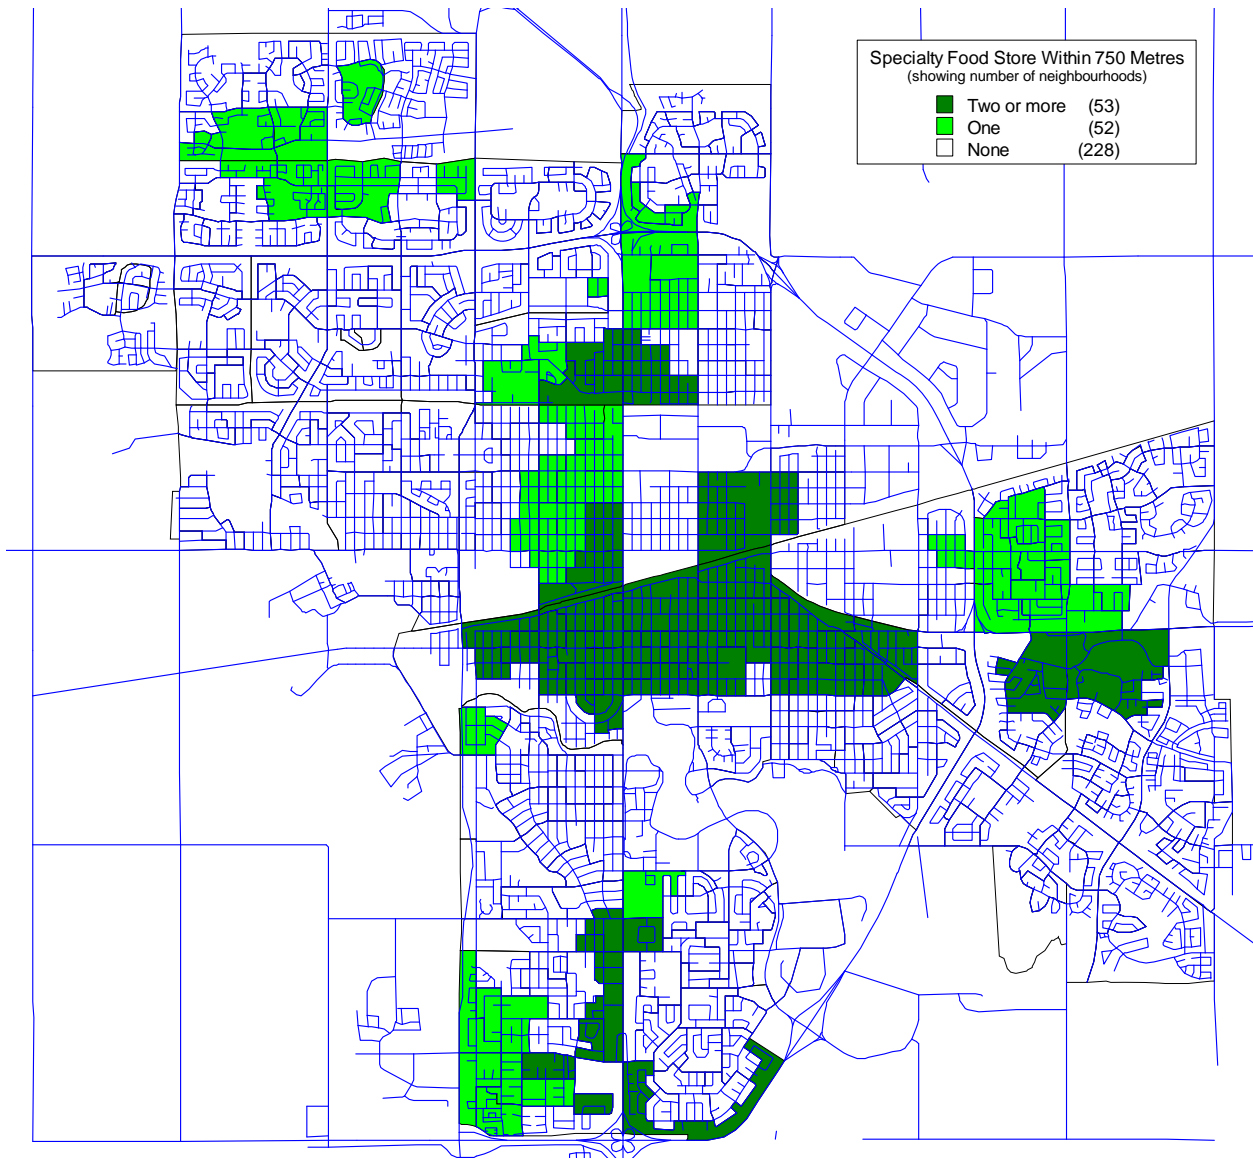 Specialty Food Store Within 750 Metres
(showing number of neighbourhoods)
Two or more (53)
One (52)
None (228)